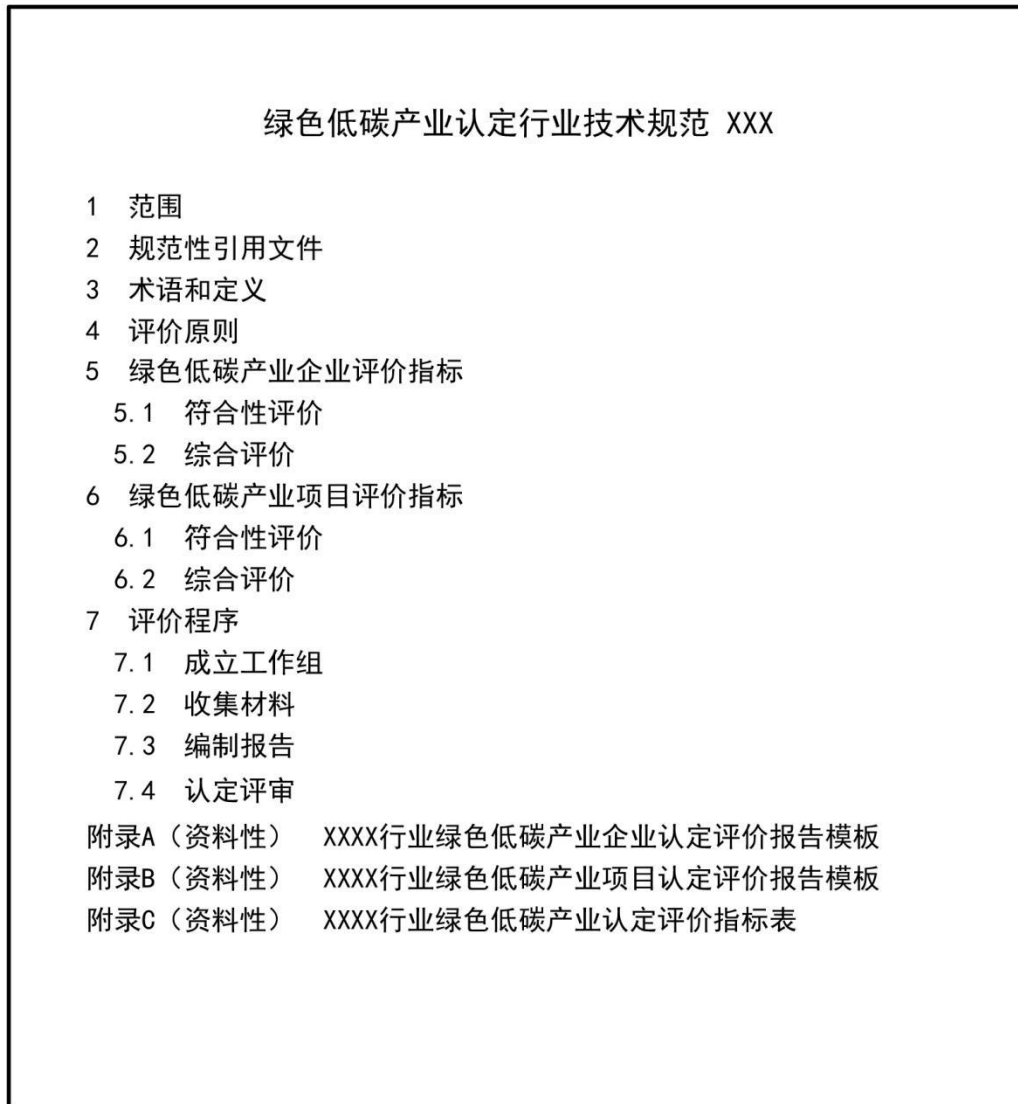 绿色低碳产业认定行业技术规范 XXX
1 范围
2 规范性引用文件
3 术语和定义
4 评价原则
5 绿色低碳产业企业评价指标
5.1 符合性评价
5.2 综合评价
6 绿色低碳产业项目评价指标
6.1 符合性评价
6.2 综合评价
7 评价程序
7.1 成立工作组
7.2 收集材料
7.3 编制报告
7.4 认定评审
附录A（资料性） XXXX行业绿色低碳产业企业认定评价报告模板
附录B（资料性） XXXX行业绿色低碳产业项目认定评价报告模板
附录C（资料性） XXXX行业绿色低碳产业认定评价指标表